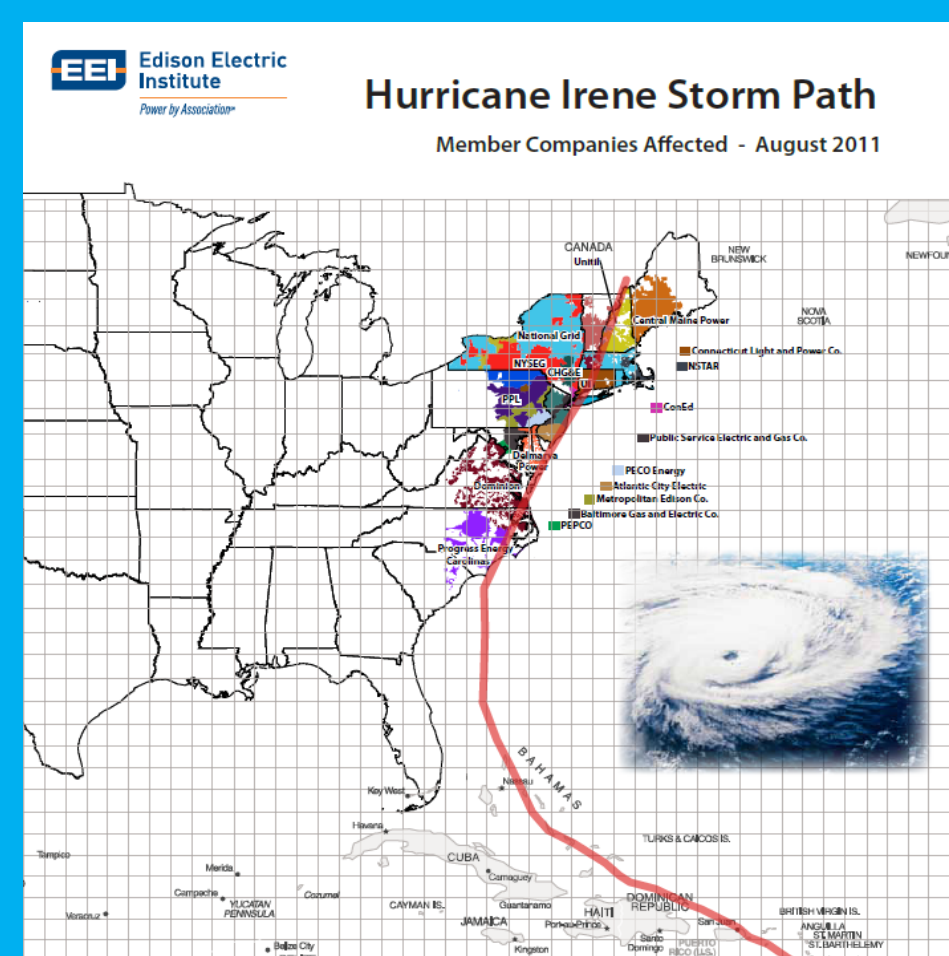 EEI
Edison Electric
Institute
Power by Association℠
Hurricane Irene Storm Path
Member Companies Affected - August 2011
CANADA
Unitil
NEW
BRUNSWICK
NOVA
SCOTIA
Central Maine Power
National Grid
Connecticut Light and Power Co.
NYSEG
NSTAR
CHG&E
UI
PPL
ConEd
Public Service Electric and Gas Co.
Delmarva
Power
PECO Energy
Dominion
Atlantic City Electric
Metropolitan Edison Co.
Baltimore Gas and Electric Co.
PEPCO
Progress Energy
Carolinas
BAHAMAS
Nassau
Key West
Havana
TURKS & CAICOS IS.
Tampico
CUBA
Merida
Camaguey
Campeche
Cozumel
YUCATAN
PENINSULA
CAYMAN IS.
Guantanamo
DOMINICAN
REPUBLIC
HAITI
BRITISH VIRGIN IS.
Veracruz
JAMAICA
Port-au-Prince
San Juan
ANGUILLA
ST. MARTIN
ST. BARTHELEMY
Belize City
Kingston
Santo
Domingo
PUERTO
RICO (U.S.)